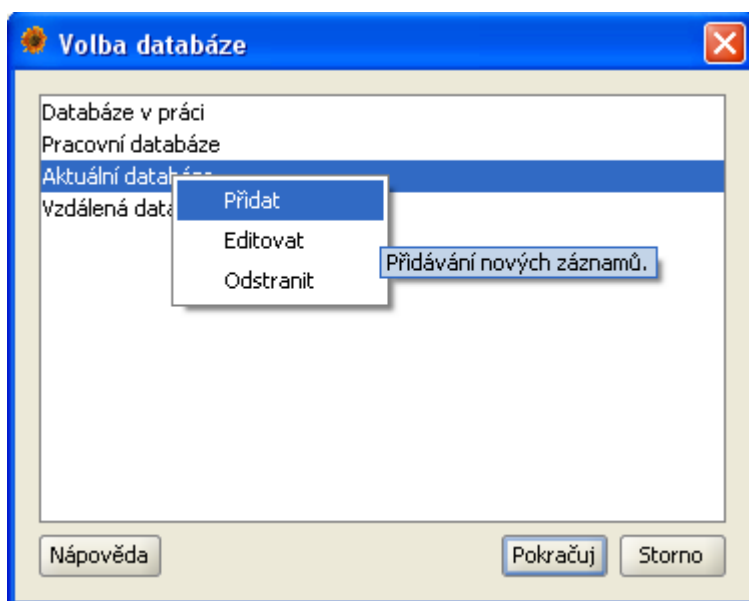 Volba databáze
Databáze v práci
Pracovní databáze
Aktuální
Vzdálená
Přidat
Editovat
Odstranit
Přidávání nových záznamů.
Nápověda
Pokračuj
Storno